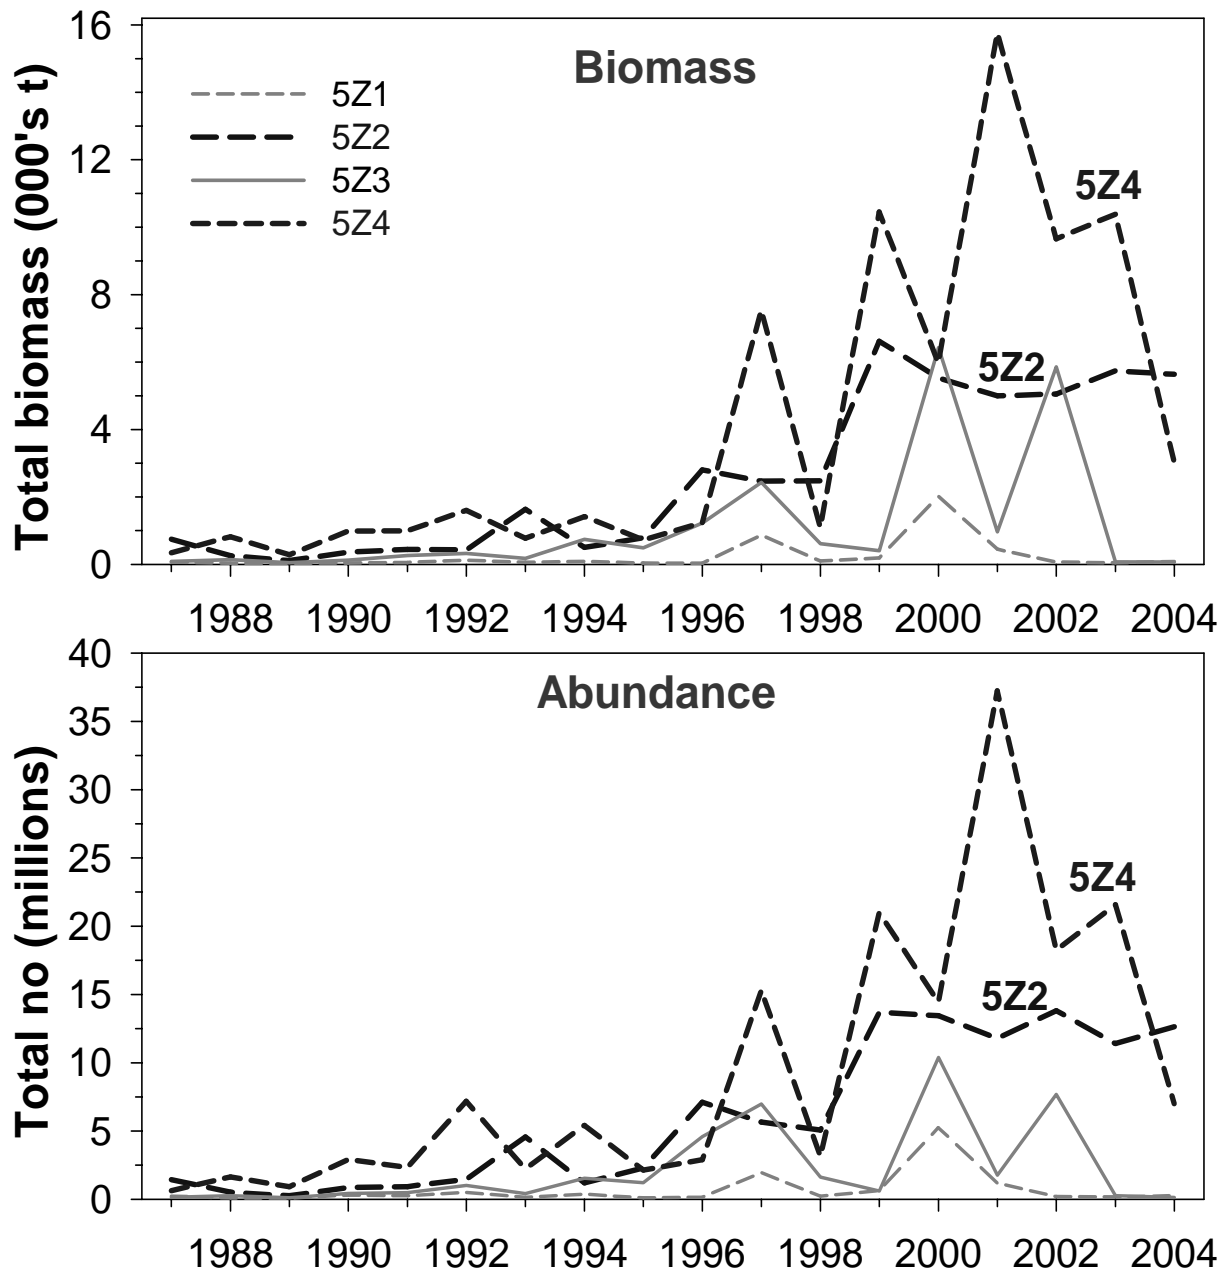 Biomass
Total biomass (000's t)
16
12
8
4
0
5Z1
5Z2
5Z3
5Z4
5Z4
5Z2
1988 1990 1992 1994 1996 1998 2000 2002 2004
Abundance
Total no (millions)
40
35
30
25
20
15
10
5
0
5Z4
5Z2
1988 1990 1992 1994 1996 1998 2000 2002 2004